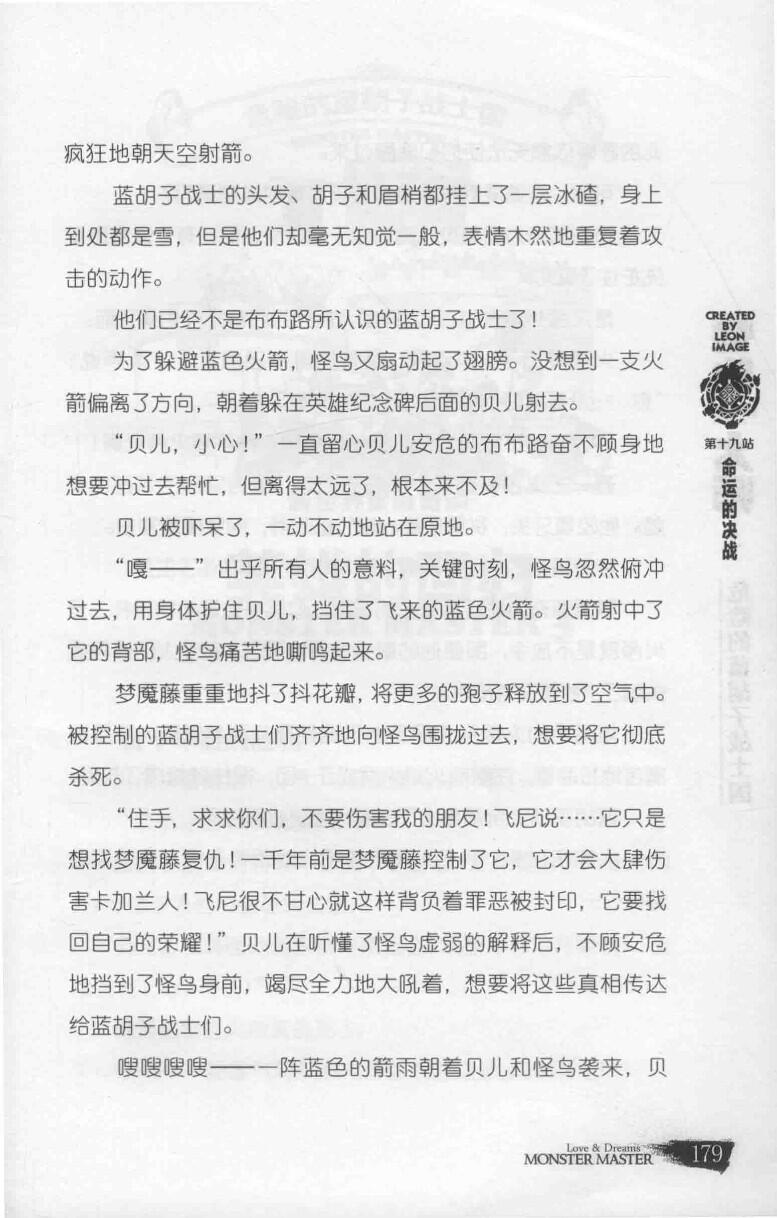 疯狂地朝天空射箭。
蓝胡子战士的头发、胡子和眉梢都挂上了一层冰碴，身上
到处都是雪，但是他们却毫无知觉一般，表情木然地重复着攻
击的动作。
他们已经不是布布路所认识的蓝胡子战士了！
为了躲避蓝色火箭，怪鸟又扇动起了翅膀。没想到一支火
箭偏离了方向，朝着躲在英雄纪念碑后面的贝儿射去。
“贝儿，小心！”一直留心贝儿安危的布布路奋不顾身地
想要冲过去帮忙，但离得太远了，根本来不及！
贝儿被吓呆了，一动不动地站在原地。
“嘎——”出乎所有人的意料，关键时刻，怪鸟忽然俯冲
过去，用身体护住贝儿，挡住了飞来的蓝色火箭。火箭射中了
它的背部，怪鸟痛苦地嘶鸣起来。
梦魔藤重重地抖了抖花瓣，将更多的孢子释放到了空气中。
被控制的蓝胡子战士们齐齐地向怪鸟围拢过去，想要将它彻底
杀死。
“住手，求求你们，不要伤害我的朋友！飞尼说……它只是
想找梦魔藤复仇！一千年前是梦魔藤控制了它，它才会大肆伤
害卡加兰人！飞尼很不甘心就这样背负着罪恶被封印，它要找
回自己的荣耀！”贝儿在听懂了怪鸟虚弱的解释后，不顾安危
地挡到了怪鸟身前，竭尽全力地大吼着，想要将这些真相传达
给蓝胡子战士们。
嗖嗖嗖嗖——一阵蓝色的箭雨朝着贝儿和怪鸟袭来，贝
CREATED
BY
LEON
IMAGE
第十九站
命运的决战
Love & Dreams
MONSTER MASTER
179